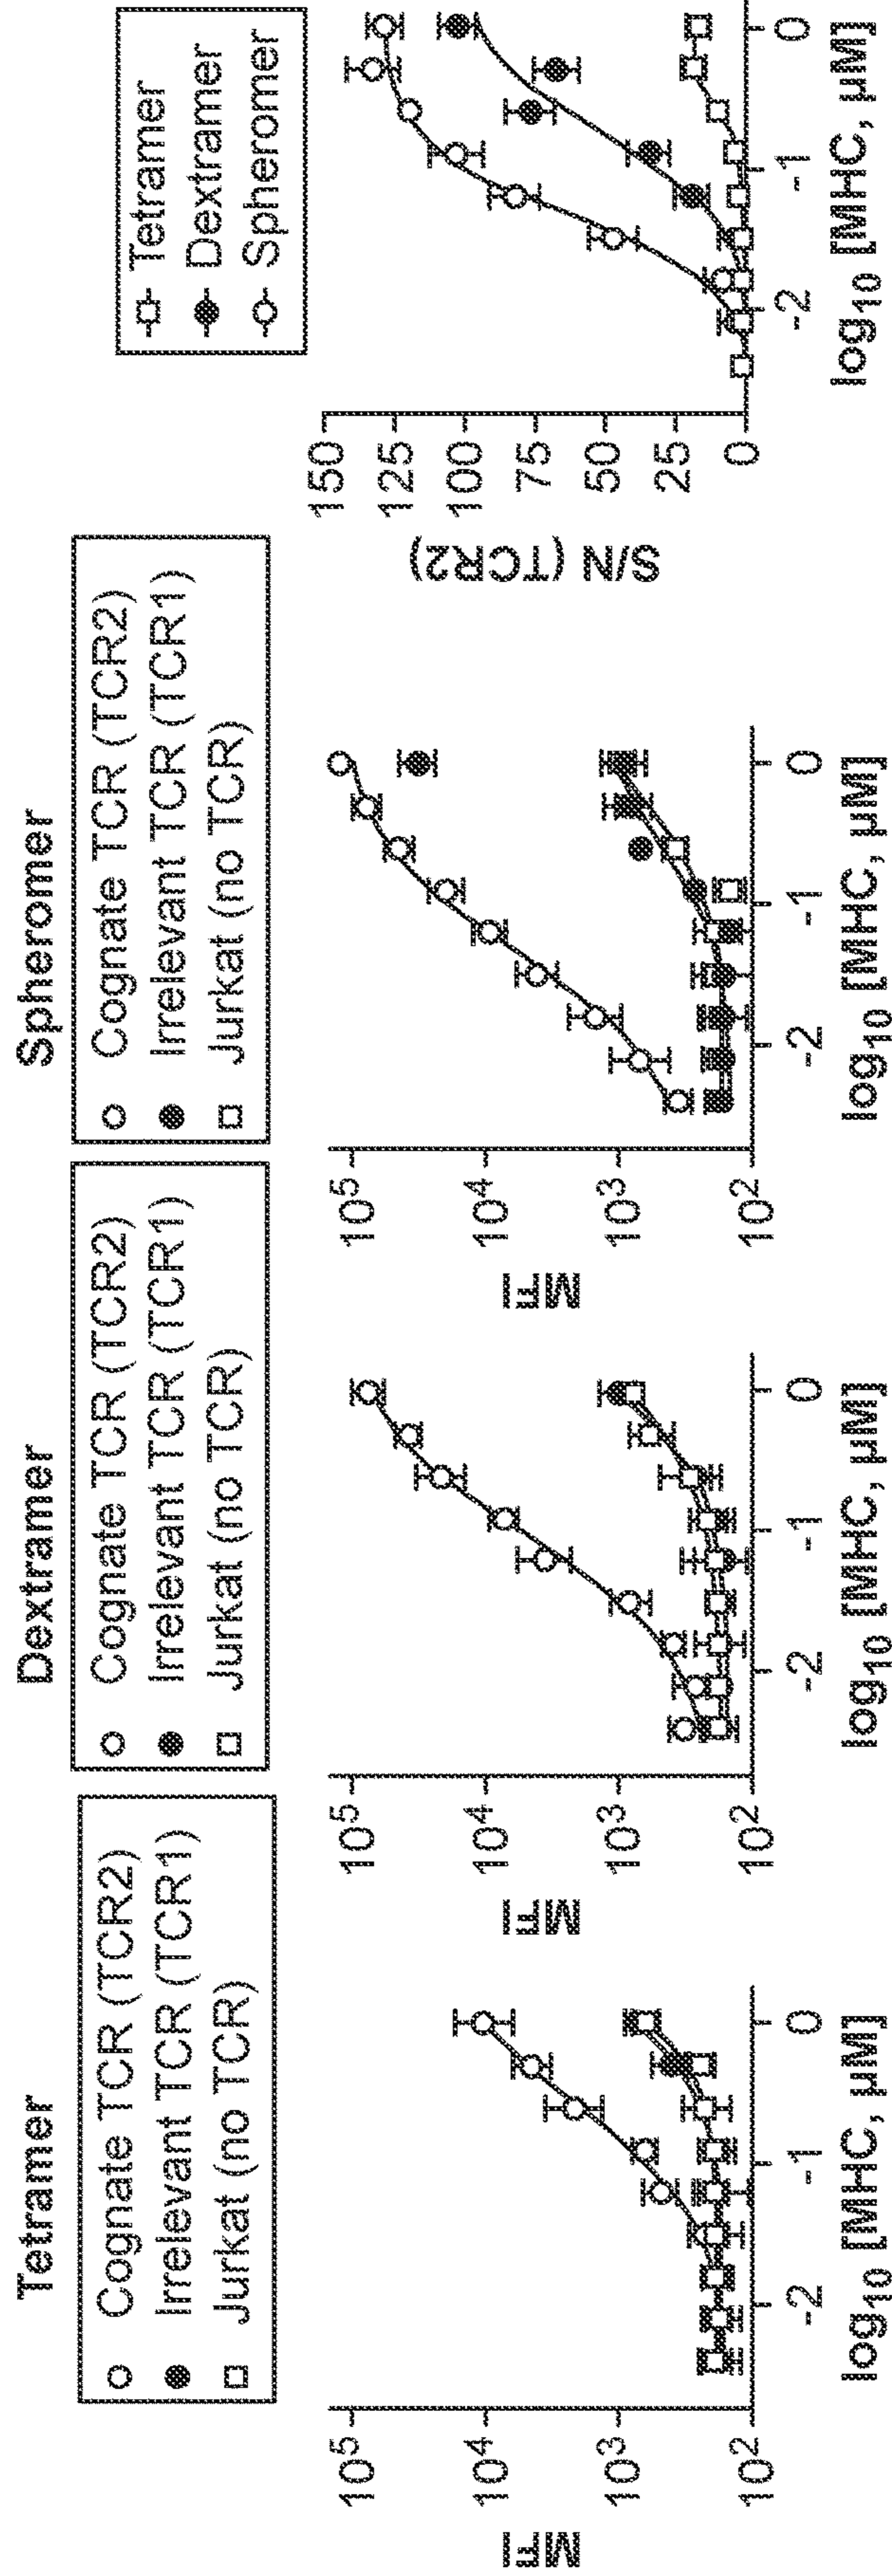 Tetramer
Cognate TCR (TCR2)
Irrelevant TCR (TCR1)
Jurkat (no TCR)
MFI
10⁵
10⁴
10³
10²
-2
-1
0
log₁₀ [MHC, µM]
Dextramer
Cognate TCR (TCR2)
Irrelevant TCR (TCR1)
Jurkat (no TCR)
MFI
10⁵
10⁴
10³
10²
-2
-1
0
log₁₀ [MHC, µM]
Spheromer
Cognate TCR (TCR2)
Irrelevant TCR (TCR1)
Jurkat (no TCR)
MFI
10⁵
10⁴
10³
10²
-2
-1
0
log₁₀ [MHC, µM]
Tetramer
Dextramer
Spheromer
S/N (TCR2)
150
125
100
75
50
25
0
-2
-1
0
log₁₀ [MHC, µM]